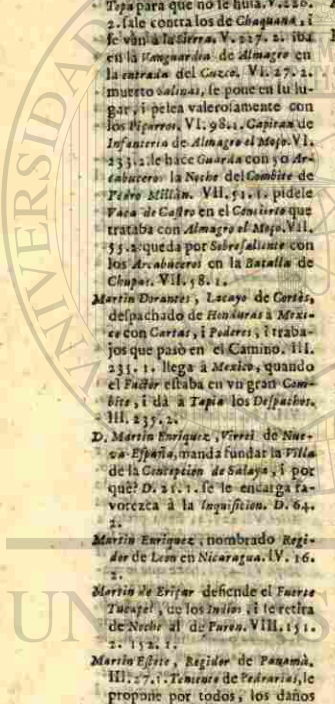 Topa para que no le huia. V. 226.
2. sale contra los de Chaquana, i
se vàn à la Sierra. V. 227. 2. iba
en la Vanguardia de Almagro en
la entrada del Cuzco. VI. 27. 2.
muerto Salinas, se pone en su lu-
gar, i pelea valerosamente con
los Piçarros. VI. 98. 1. Capitan de
Infanteria de Almagro el Moço. VI.
233. 2. le hace Guarda con 50 Ar-
cabuceros la Noche del Combite de
Pedro Millàn. VII. 51. 1. pidele
Vaca de Castro en el Concierto que
trataba con Almagro el Moço. VII.
55. 2. queda por Sobresaliente con
los Arcabuceros en la Batalla de
Chupas. VII. 58. 1.
Martin Dorantes, Lacayo de Cortès,
despachado de Honduras à Mexi-
co con Cartas, i Poderes, i traba-
jos que pasò en el Camino. III.
235. 1. llega à Mexico, quando
el Factor estaba en vn gran Com-
bite, i dà à Tapia los Despachos.
III. 235. 2.
D. Martin Enriquez, Virrei de Nue-
va España, manda fundar la Villa
de la Concepcion de Salaya, i por
què? D. 25. 1. se le encarga fa-
vorezca à la Inquisicion. D. 64.
2.
Martin Enriquez, nombrado Regi-
dor de Leon en Nicaragua. IV. 16.
2.
Martin de Erizar defiende el Fuerte
Tucapel, de los Indios, i se retira
de Noche al de Puren. VIII. 151.
2. 152. 1.
Martin Estete, Regidor de Panamà.
III. 27. 1. Teniente de Pedrarias, le
propone por todos, los daños
UNIVERSID
UN